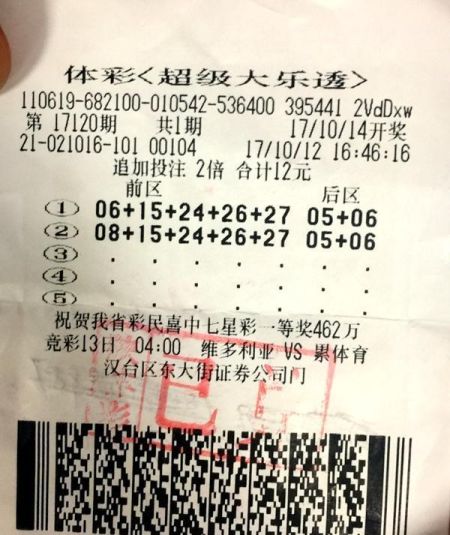 体彩<超级大乐透>
110619-682100-010542-536400 395441 2VdDxw
第 17120期 共1期 17/10/14开奖
21-021016-101 00104 17/10/12 16:46:16
追加投注 2倍 合计12元
前区 后区
① 06+15+24+26+27 05+06
② 08+15+24+26+27 05+06
③ . . . . . . .
④ . . . . . . .
⑤ . . . . . . .
祝贺我省彩民喜中七星彩一等奖462万
竞彩13日 04:00 维多利亚 VS 累体育
汉台区东大街证券公司门